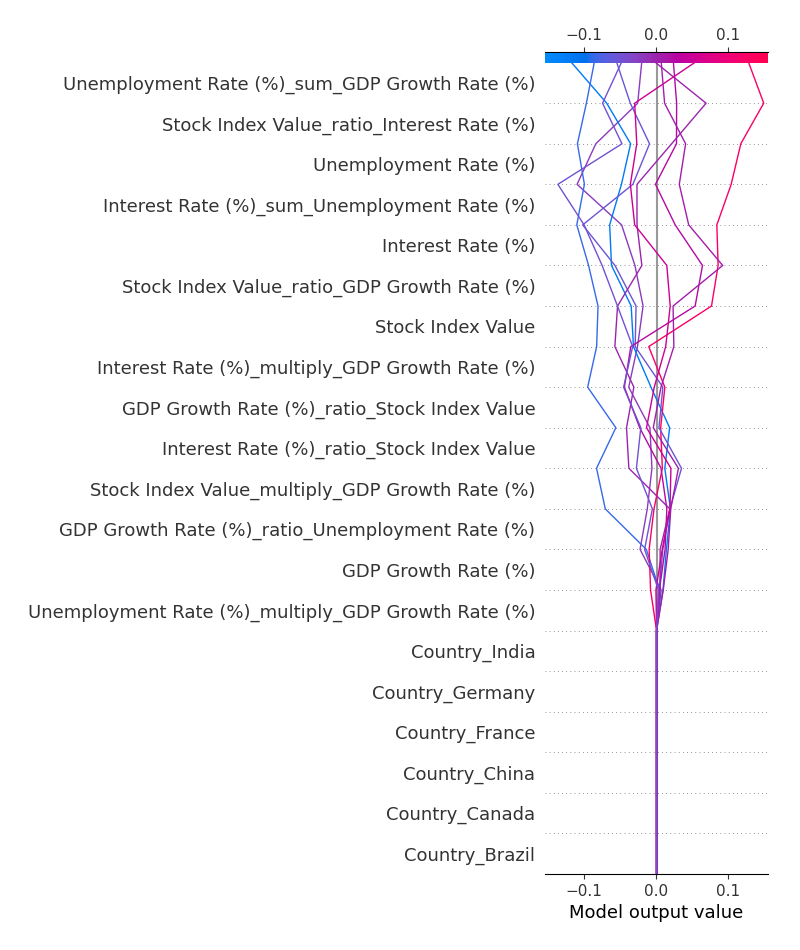 −0.1 0.0 0.1
Unemployment Rate (%)_sum_GDP Growth Rate (%)
Stock Index Value_ratio_Interest Rate (%)
Unemployment Rate (%)
Interest Rate (%)_sum_Unemployment Rate (%)
Interest Rate (%)
Stock Index Value_ratio_GDP Growth Rate (%)
Stock Index Value
Interest Rate (%)_multiply_GDP Growth Rate (%)
GDP Growth Rate (%)_ratio_Stock Index Value
Interest Rate (%)_ratio_Stock Index Value
Stock Index Value_multiply_GDP Growth Rate (%)
GDP Growth Rate (%)_ratio_Unemployment Rate (%)
GDP Growth Rate (%)
Unemployment Rate (%)_multiply_GDP Growth Rate (%)
Country_India
Country_Germany
Country_France
Country_China
Country_Canada
Country_Brazil
−0.1 0.0 0.1
Model output value